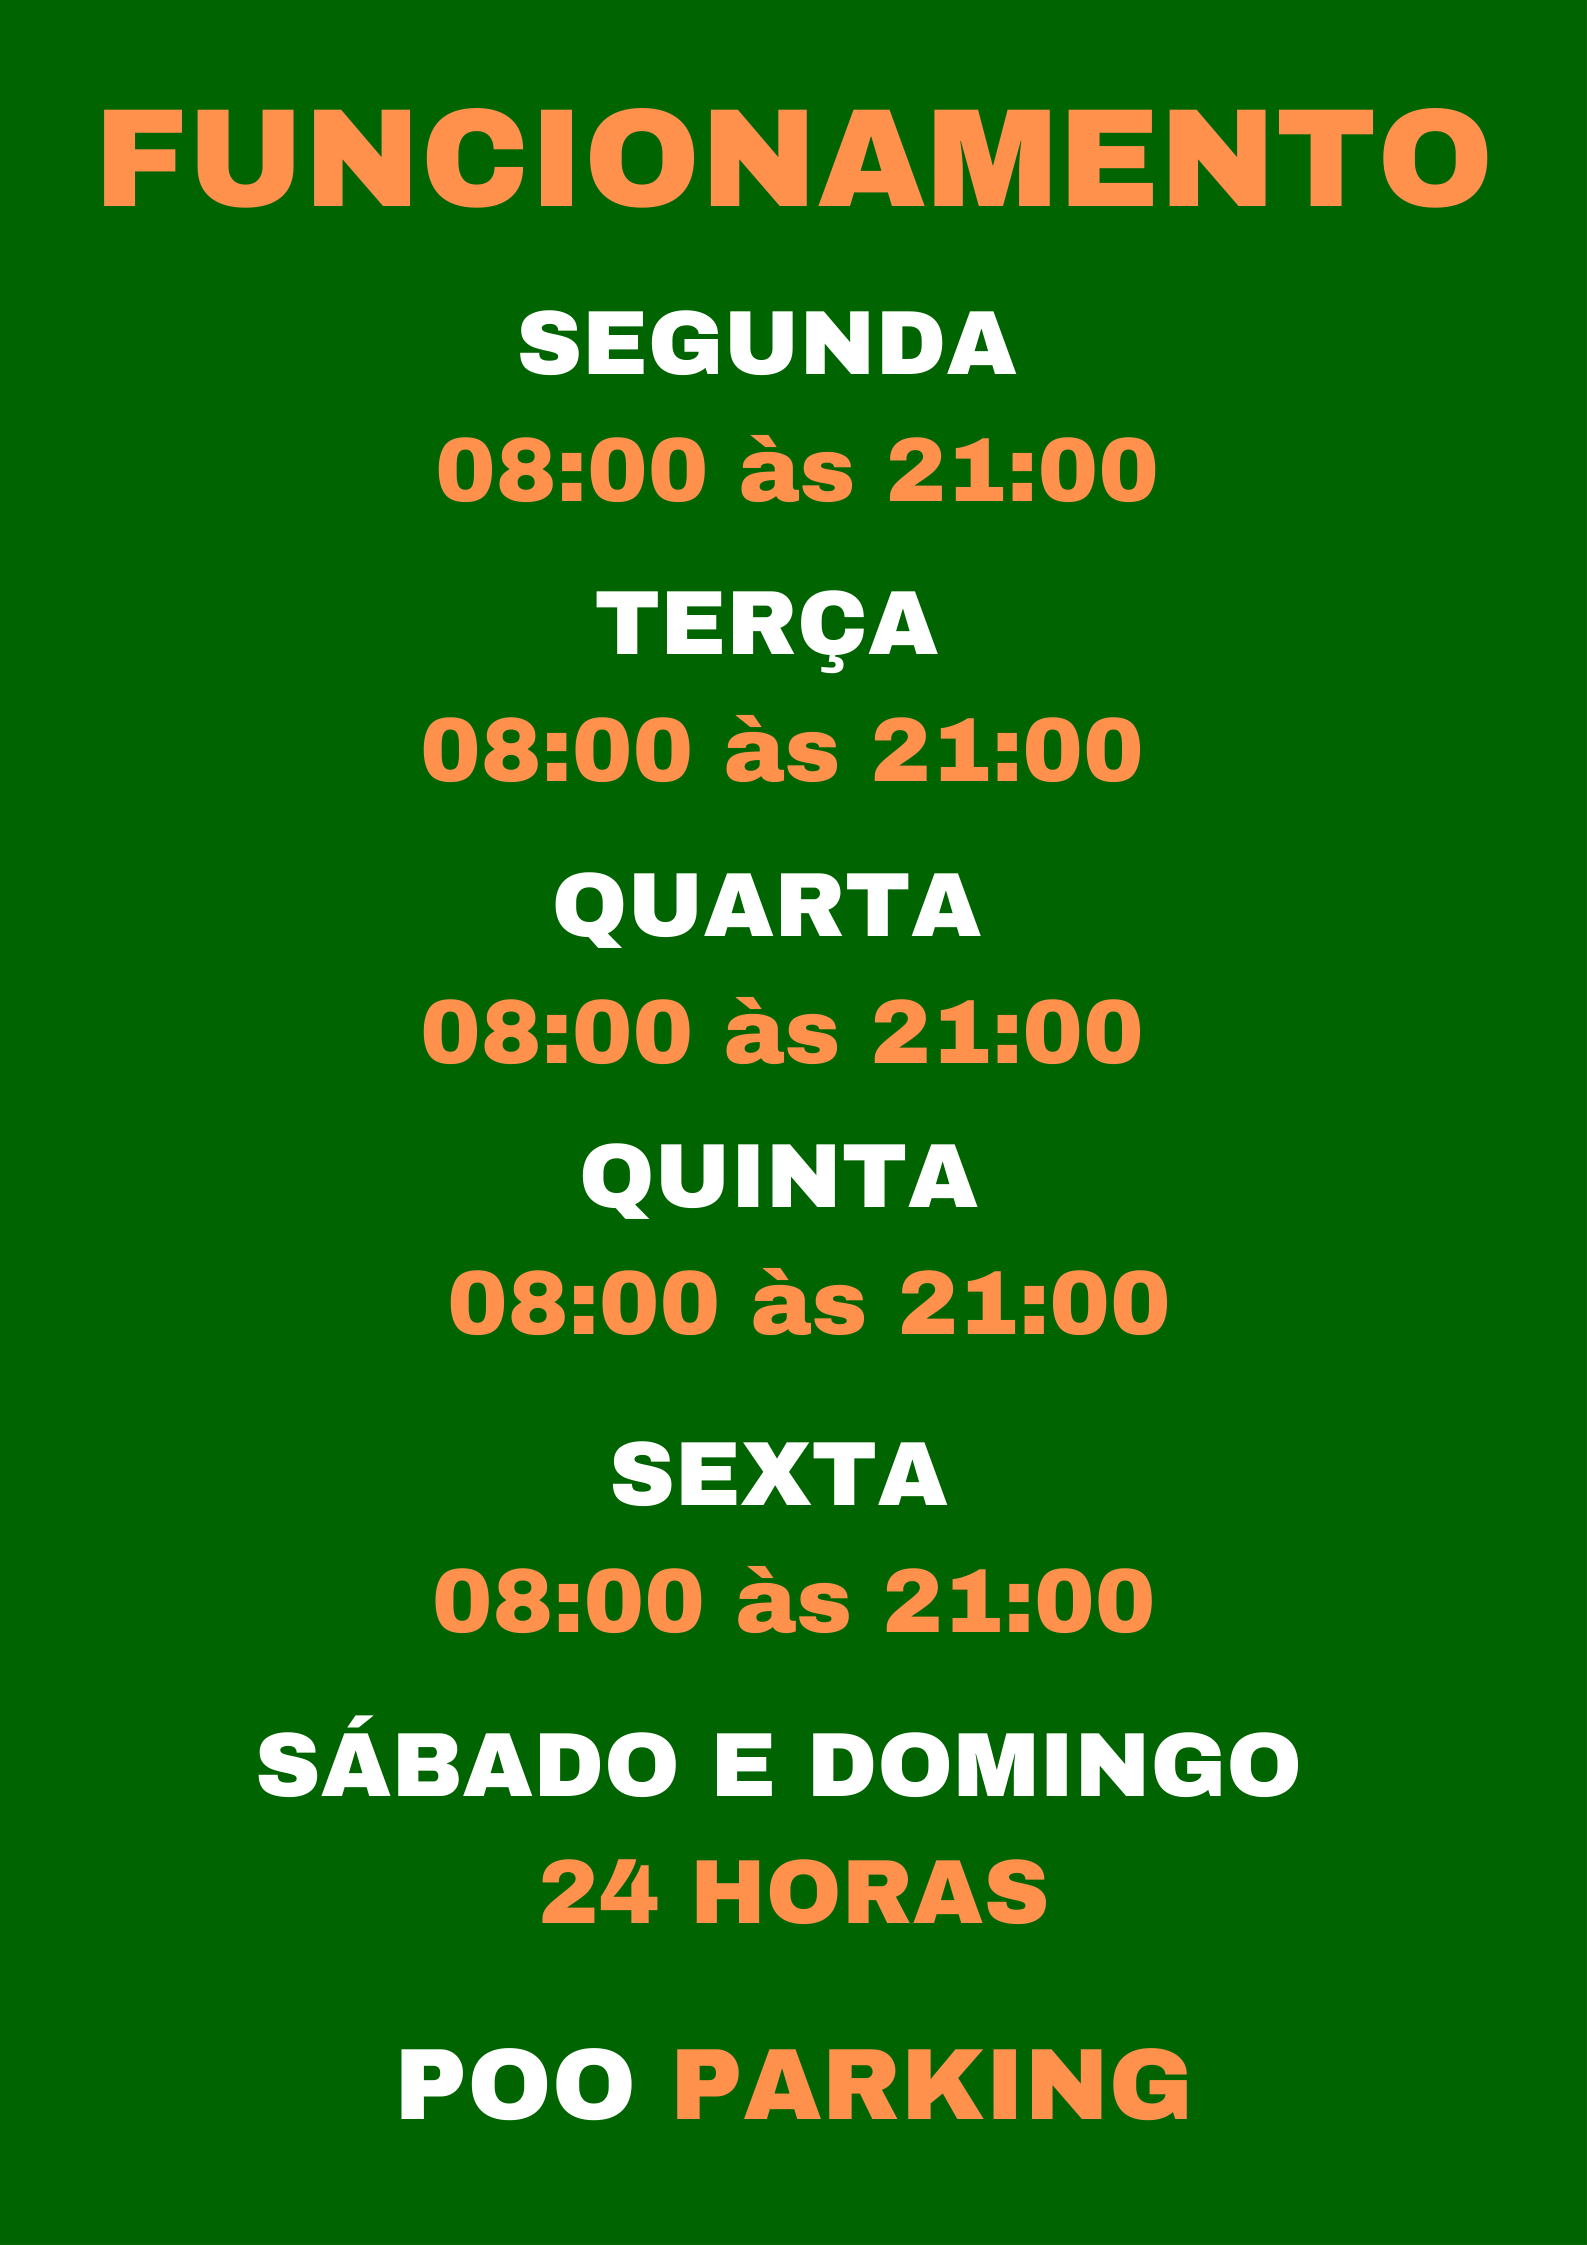 FUNCIONAMENTO
SEGUNDA
08:00 às 21:00
TERÇA
08:00 às 21:00
QUARTA
08:00 às 21:00
QUINTA
08:00 às 21:00
SEXTA
08:00 às 21:00
SÁBADO E DOMINGO
24 HORAS
POO PARKING